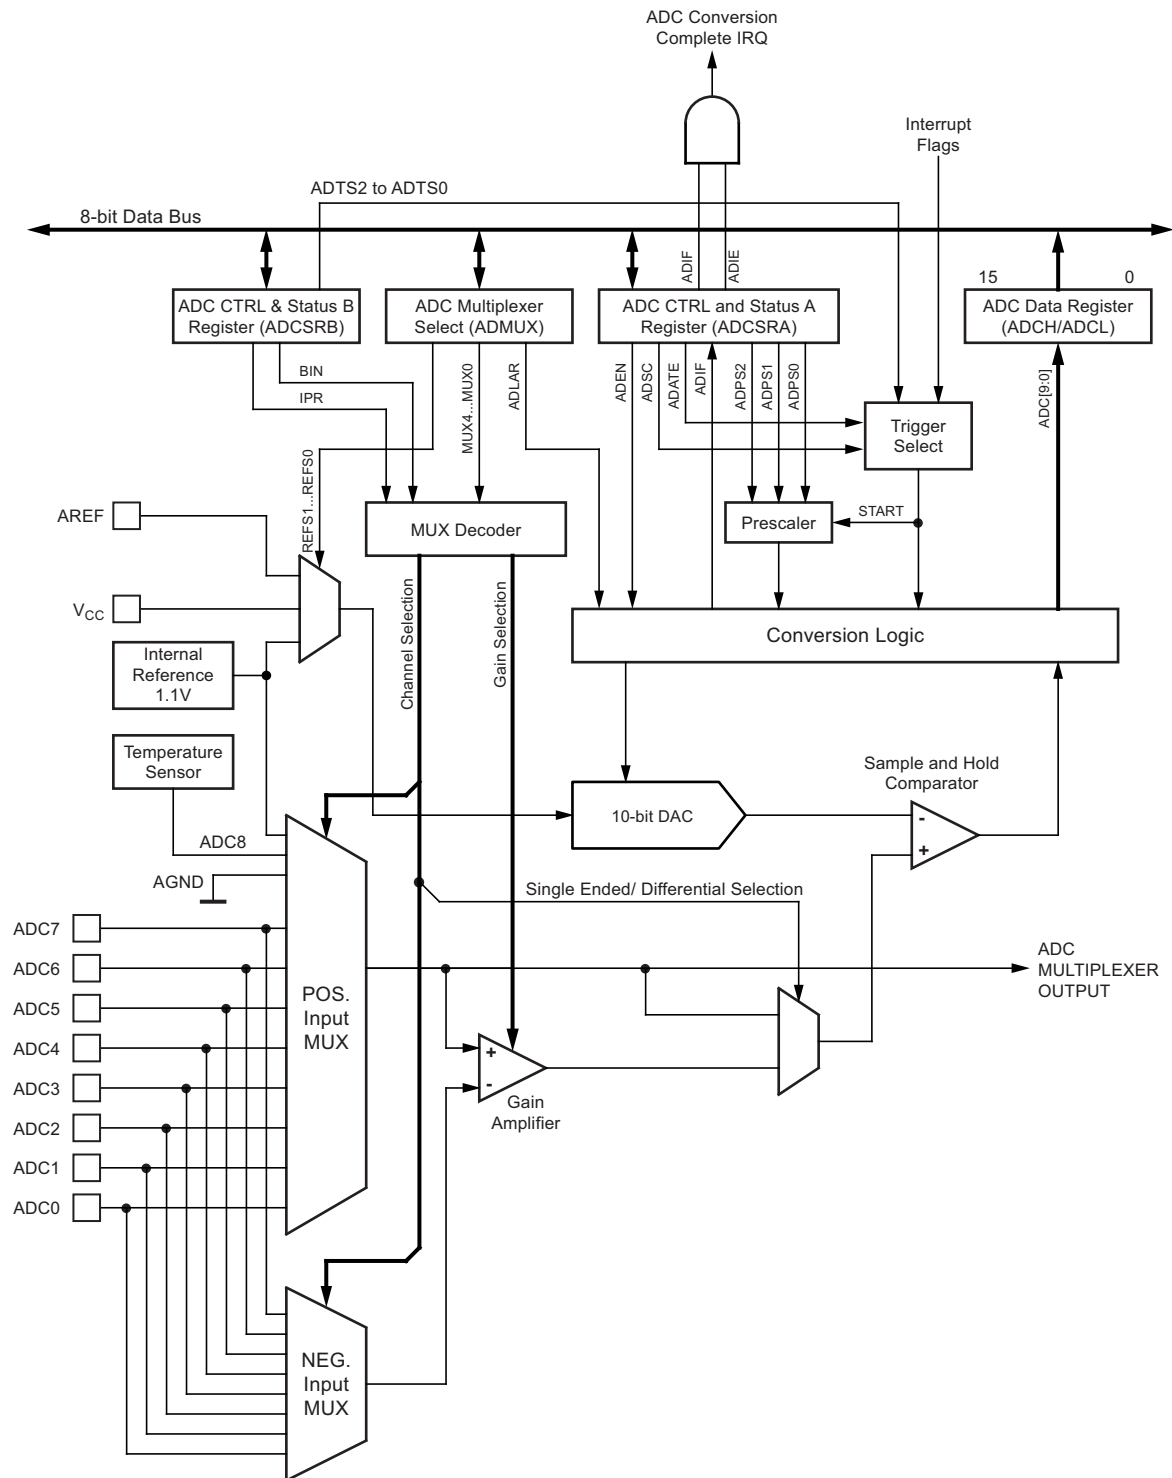 ADC Conversion
Complete IRQ
Interrupt
Flags
ADTS2 to ADTS0
8-bit Data Bus
ADIF
ADIE
15
0
ADC CTRL & Status B
Register (ADCSRB)
ADC Multiplexer
Select (ADMUX)
ADC CTRL and Status A
Register (ADCSRA)
ADC Data Register
(ADCH/ADCL)
BIN
IPR
REFS1...REFS0
MUX4...MUX0
ADLAR
ADEN
ADSC
ADATE
ADIF
ADPS2
ADPS1
ADPS0
ADC[9:0]
Trigger
Select
AREF
MUX Decoder
Prescaler
START
VCC
Channel Selection
Gain Selection
Conversion Logic
Internal
Reference
1.1V
Temperature
Sensor
Sample and Hold
Comparator
10-bit DAC
-
+
ADC8
AGND
Single Ended/ Differential Selection
ADC7
ADC6
ADC5
ADC4
ADC3
ADC2
ADC1
ADC0
POS.
Input
MUX
ADC
MULTIPLEXER
OUTPUT
+
-
Gain
Amplifier
NEG.
Input
MUX